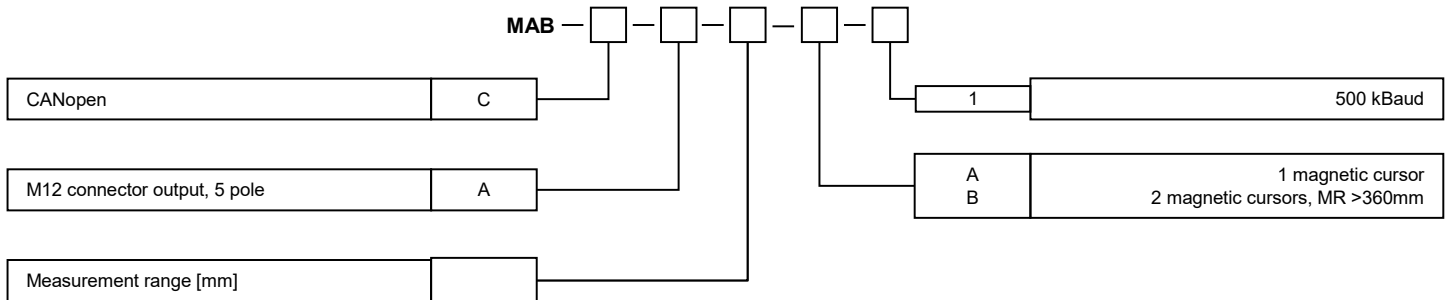 MAB
CANopen C
1 500 kBaud
M12 connector output, 5 pole A
A 1 magnetic cursor
B 2 magnetic cursors, MR >360mm
Measurement range [mm]